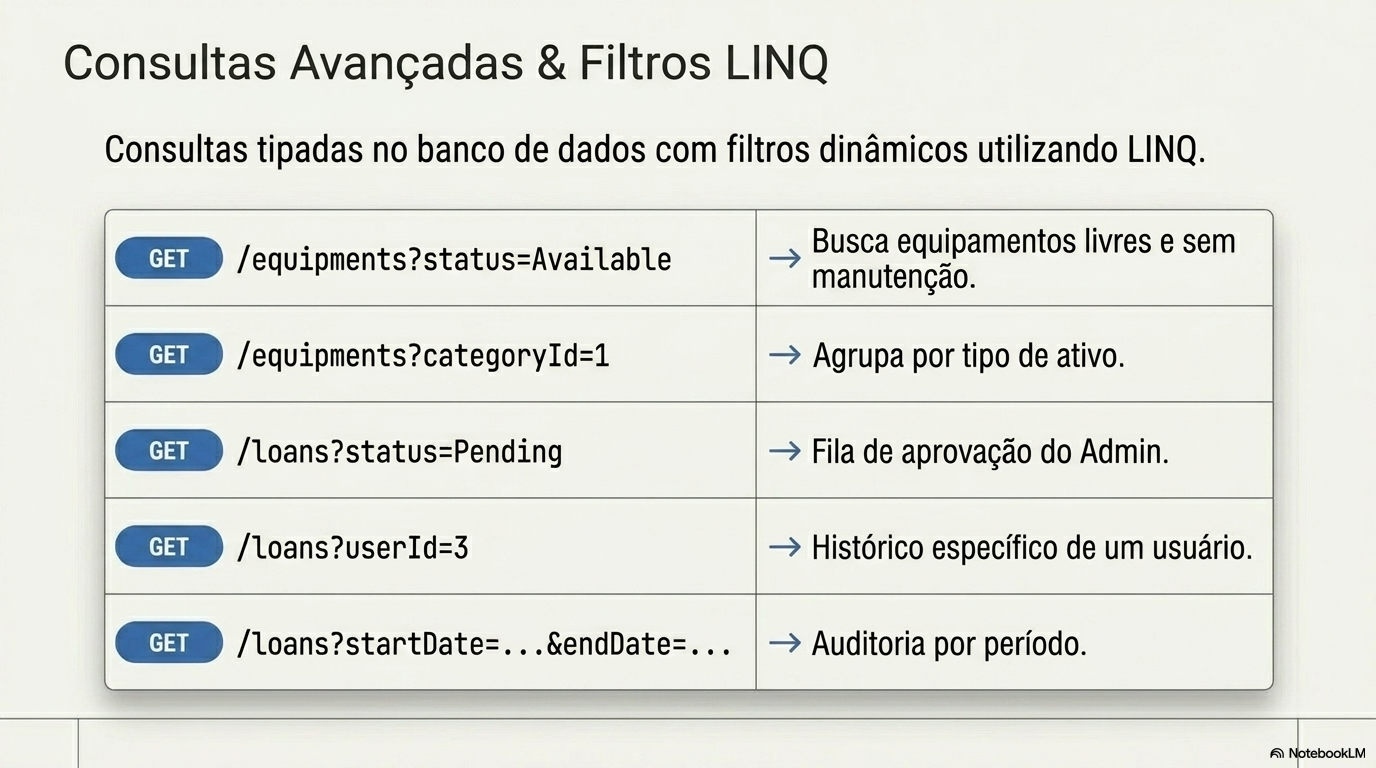 Consultas Avançadas & Filtros LINQ
Consultas tipadas no banco de dados com filtros dinâmicos utilizando LINQ.
GET /equipments?status=Available → Busca equipamentos livres e sem
manutenção.
GET /equipments?categoryId=1 → Agrupa por tipo de ativo.
GET /loans?status=Pending → Fila de aprovação do Admin.
GET /loans?userId=3 → Histórico específico de um usuário.
GET /loans?startDate=...&endDate=... → Auditoria por período.
NotebookLM